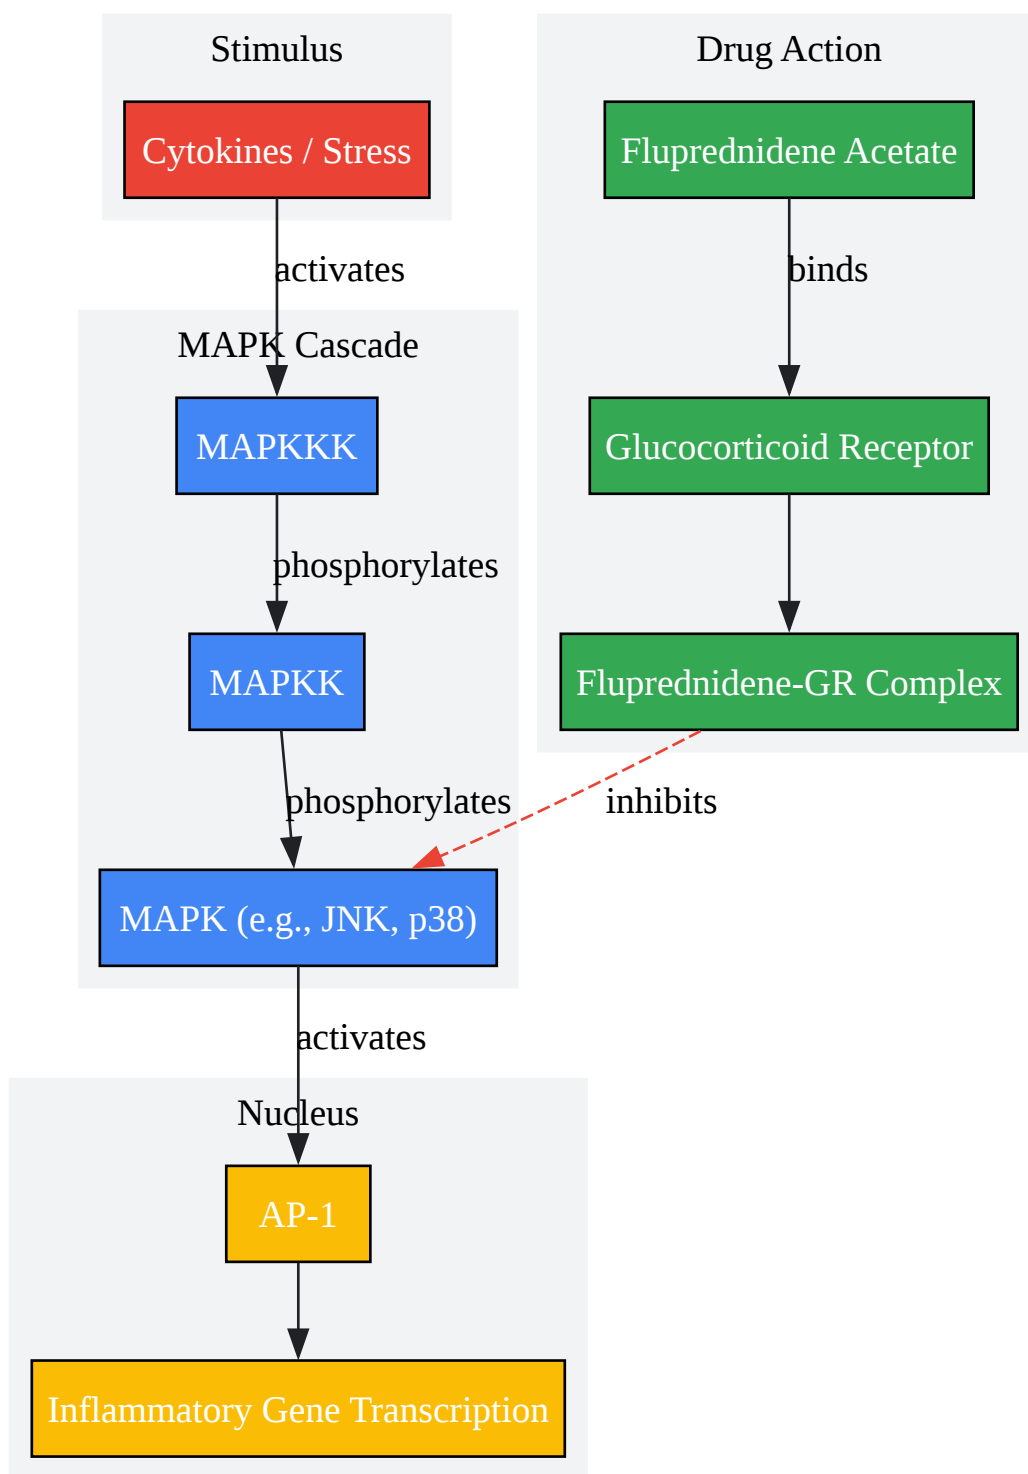 Stimulus
Cytokines / Stress
activates
MAPK Cascade
MAPKKK
phosphorylates
MAPKK
phosphorylates
MAPK (e.g., JNK, p38)
activates
Nucleus
AP-1
Inflammatory Gene Transcription
Drug Action
Fluprednidene Acetate
binds
Glucocorticoid Receptor
Fluprednidene-GR Complex
inhibits